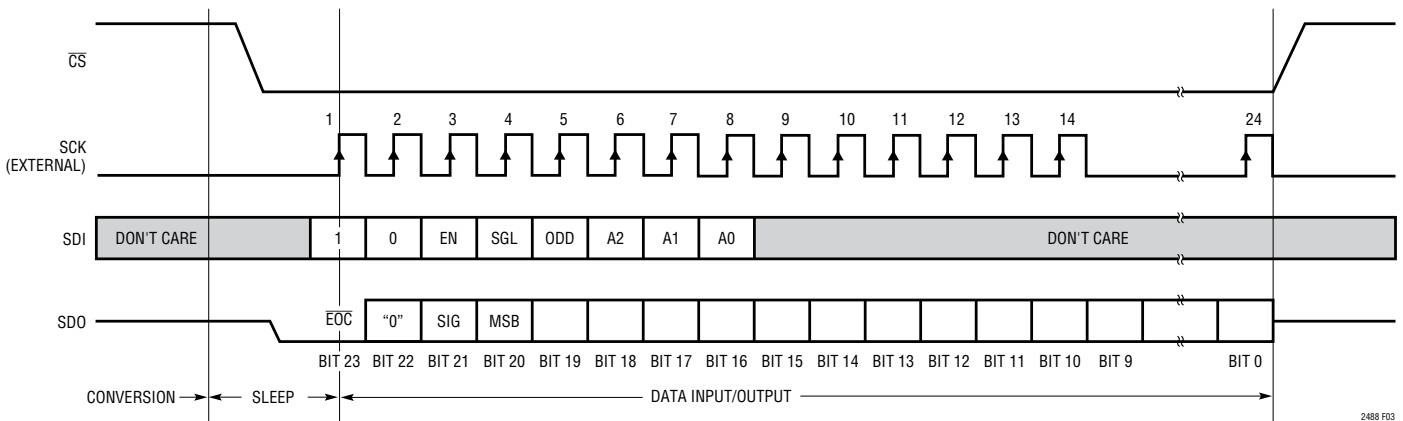 CS
1 2 3 4 5 6 7 8 9 10 11 12 13 14 24
SCK
(EXTERNAL)
SDI DON'T CARE 1 0 EN SGL ODD A2 A1 A0 DON'T CARE
SDO EOC “0” SIG MSB
BIT 23 BIT 22 BIT 21 BIT 20 BIT 19 BIT 18 BIT 17 BIT 16 BIT 15 BIT 14 BIT 13 BIT 12 BIT 11 BIT 10 BIT 9 BIT 0
CONVERSION SLEEP DATA INPUT/OUTPUT
2488 F03